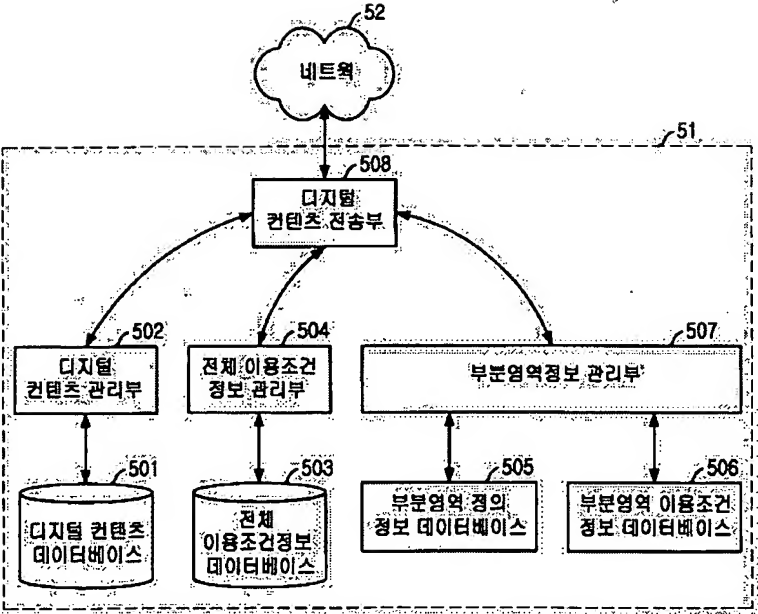 52
네트웍
51
508
디지털
컨텐츠 전송부
502
디지털
컨텐츠 관리부
504
전체 이용조건
정보 관리부
507
부분영역정보 관리부
501
디지털 컨텐츠
데이터베이스
503
전체
이용조건정보
데이터베이스
505
부분영역 정의
정보 데이터베이스
506
부분영역 이용조건
정보 데이터베이스